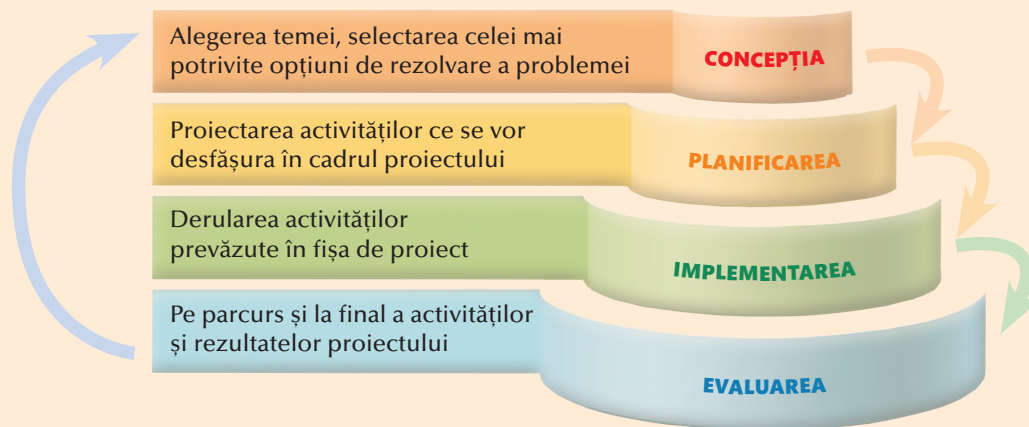 Alegerea temei, selectarea celei mai
potrivite opțiuni de rezolvare a problemei
CONCEPȚIA
Proiectarea activităților ce se vor
desfășura în cadrul proiectului
PLANIFICAREA
Derularea activităților
prevăzute în fișa de proiect
IMPLEMENTAREA
Pe parcurs și la final a activităților
și rezultatelor proiectului
EVALUAREA